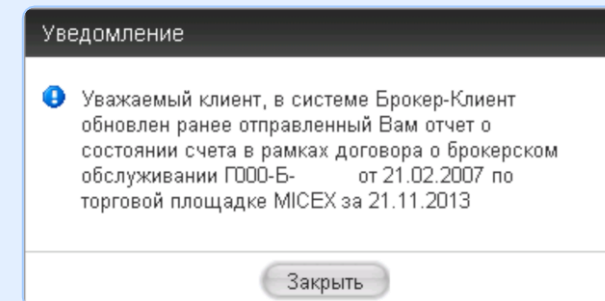 Уведомление
Уважаемый клиент, в системе Брокер-Клиент
обновлен ранее отправленный Вам отчет о
состоянии счета в рамках договора о брокерском
обслуживании Г000-Б- от 21.02.2007 по
торговой площадке MICEX за 21.11.2013
Закрыть